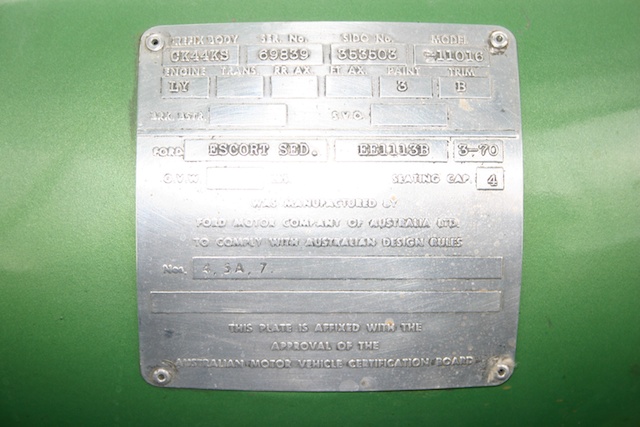 PREFIX BODY SER. No. SIDO No. MODEL
CK44KS 69839 353503 11016
ENGINE TRANS RR.AX. FT AX. PAINT TRIM
LY 3 B
S.V.O.
FORD ESCORT SED. EE1113B 3-70
G.V.W. SEATING CAP. 4
WAS MANUFACTURED BY
FORD MOTOR COMPANY OF AUSTRALIA LTD.
TO COMPLY WITH AUSTRALIAN DESIGN RULES
Nos. 4, 5A, 7
THIS PLATE IS AFFIXED WITH THE
APPROVAL OF THE
AUSTRALIAN MOTOR VEHICLE CERTIFICATION BOARD